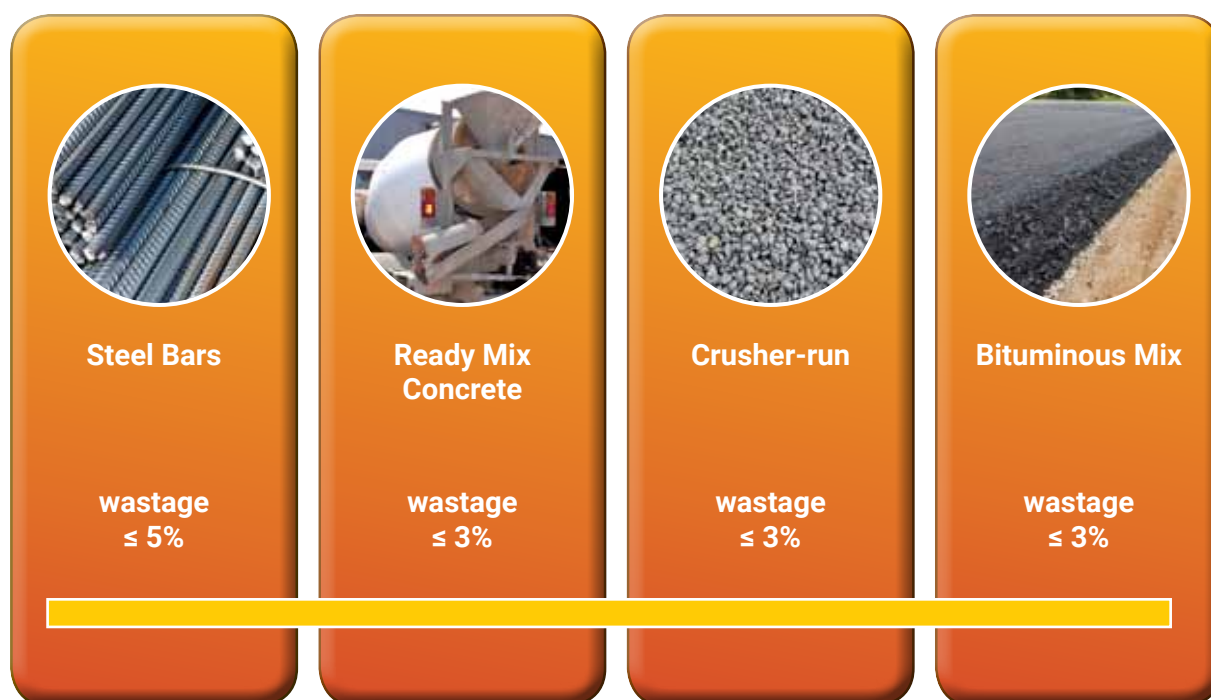 Steel Bars
wastage
≤ 5%
Ready Mix
Concrete
wastage
≤ 3%
Crusher-run
wastage
≤ 3%
Bituminous Mix
wastage
≤ 3%